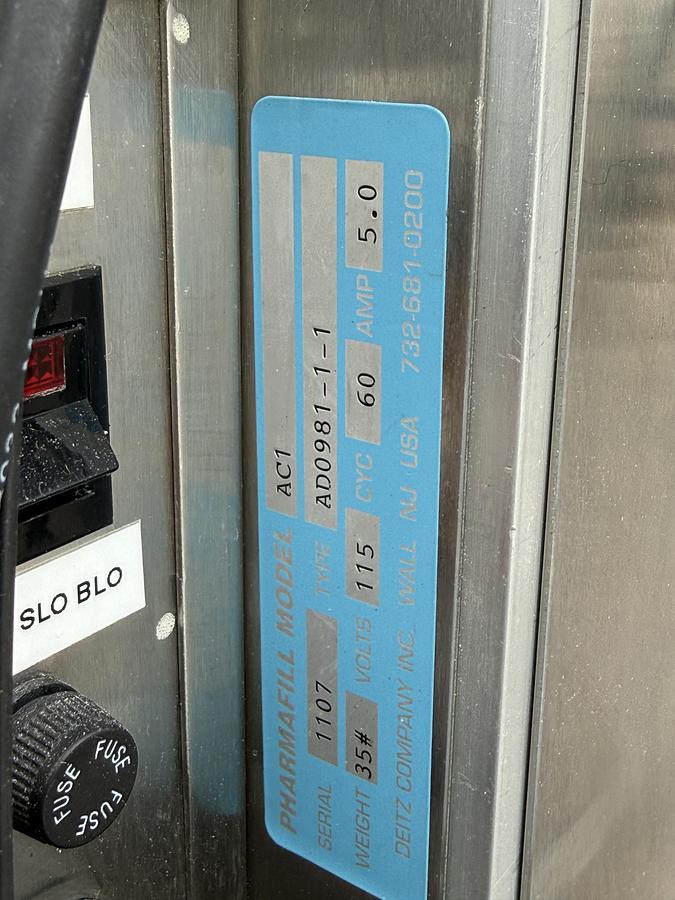 PHARMAFILL MODEL AC1
SERIAL 1107 TYPE AD0981-1-1
WEIGHT 35# VOLTS 115 CYC 60 AMP 5.0
DEITZ COMPANY INC. WALL NJ USA 732-681-0200
SLO BLO
FUSE FUSE FUSE